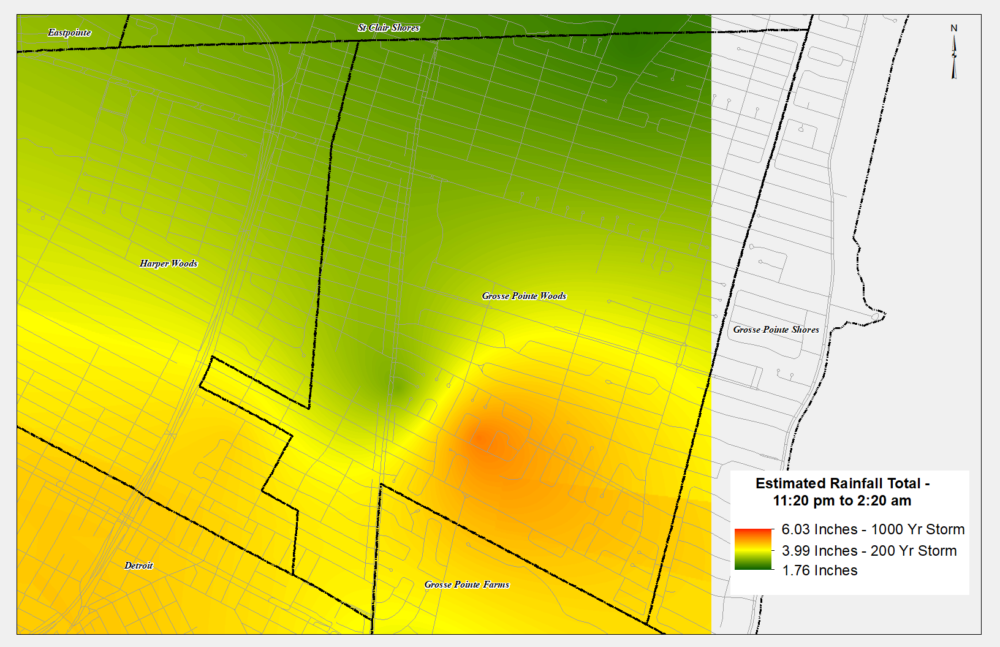 Eastpointe
St Clair Shores
N
Harper Woods
Grosse Pointe Woods
Grosse Pointe Shores
Estimated Rainfall Total -
11:20 pm to 2:20 am
6.03 Inches - 1000 Yr Storm
3.99 Inches - 200 Yr Storm
1.76 Inches
Detroit
Grosse Pointe Farms